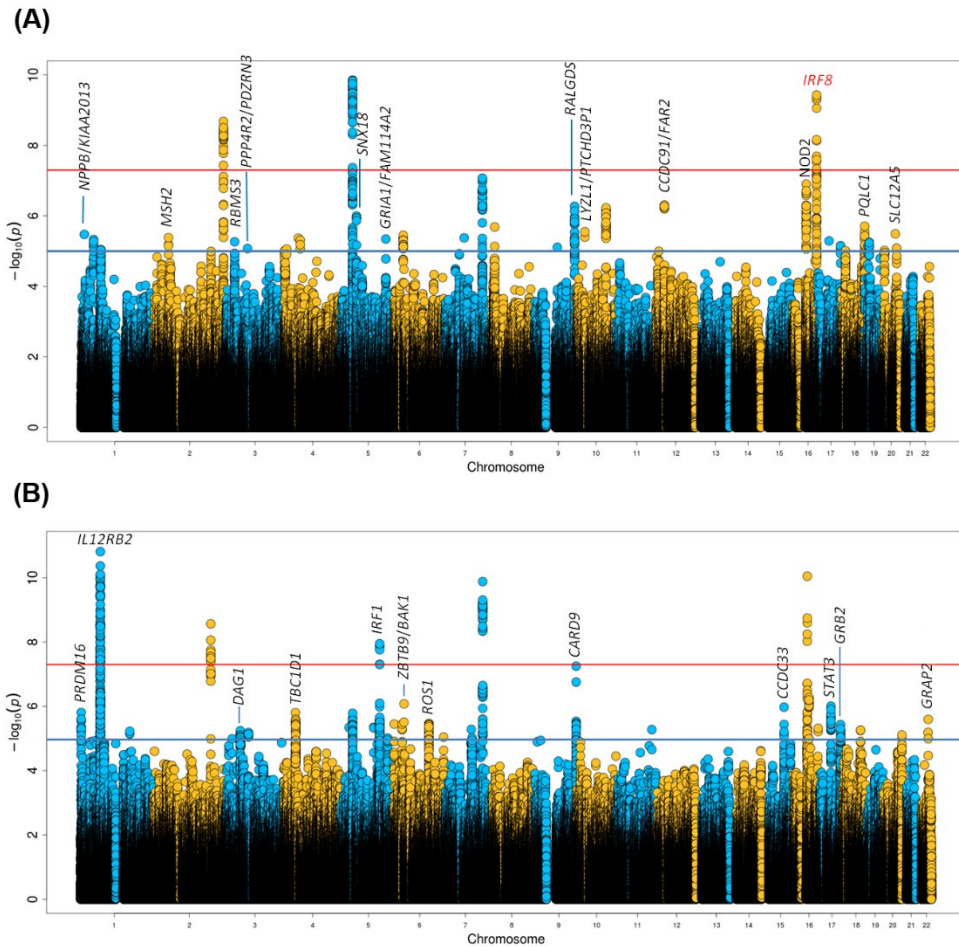 (A)
NPPB/KIAA2013
MSH2
RBMS3
PPP4R2/PDZRN3
SNX18
GRIA1/FAM114A2
RALGDS
LYZL1/PTCHD3P1
CCDC91/FAR2
NOD2
IRF8
PQLC1
SLC12A5
−log10(p)
10
8
6
4
2
0
1 2 3 4 5 6 7 8 9 10 11 12 13 14 15 16 17 18 19 20 21 22
Chromosome
(B)
PRDM16
IL12RB2
DAG1
TBC1D1
IRF1
ZBTB9/BAK1
ROS1
CARD9
CCDC33
STAT3
GRB2
GRAP2
−log10(p)
10
8
6
4
2
0
1 2 3 4 5 6 7 8 9 10 11 12 13 14 15 16 17 18 19 20 21 22
Chromosome